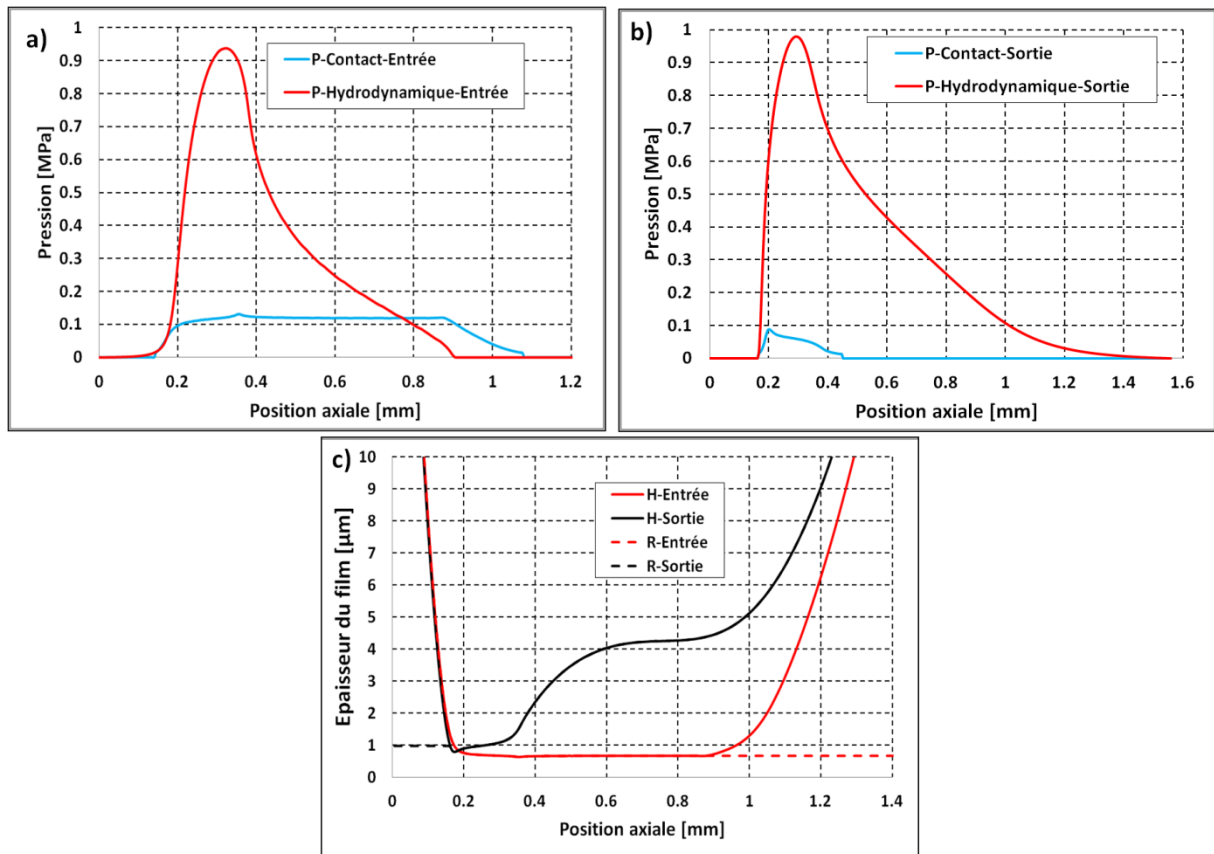 a)
P-Contact-Entrée
P-Hydrodynamique-Entrée
Pression [MPa]
1
0.9
0.8
0.7
0.6
0.5
0.4
0.3
0.2
0.1
0
0 0.2 0.4 0.6 0.8 1 1.2
Position axiale [mm]
b)
P-Contact-Sortie
P-Hydrodynamique-Sortie
Pression [MPa]
1
0.9
0.8
0.7
0.6
0.5
0.4
0.3
0.2
0.1
0
0 0.2 0.4 0.6 0.8 1 1.2 1.4 1.6
Position axiale [mm]
c)
H-Entrée
H-Sortie
R-Entrée
R-Sortie
Epaisseur du film [µm]
10
9
8
7
6
5
4
3
2
1
0
0 0.2 0.4 0.6 0.8 1 1.2 1.4
Position axiale [mm]